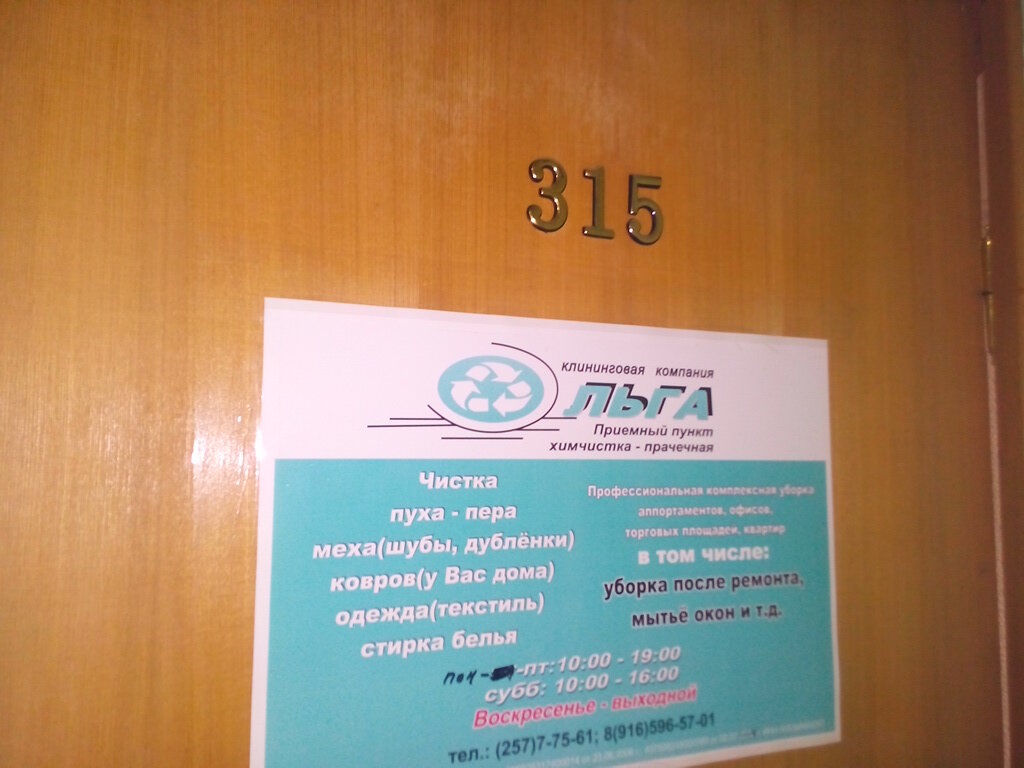 315
клининговая компания
ЛЬГА
Приемный пункт
химчистка - прачечная
Чистка
пуха - пера
меха(шубы, дублёнки)
ковров(у Вас дома)
одежда(текстиль)
стирка белья
Профессиональная комплексная уборка
аппортаментов, офисов,
торговых площадей, квартир
в том числе:
уборка после ремонта,
мытьё окон и т.д.
пон - -пт:10:00 - 19:00
субб: 10:00 - 16:00
Воскресенье - выходной
тел.: (257)7-75-61; 8(916)596-57-01